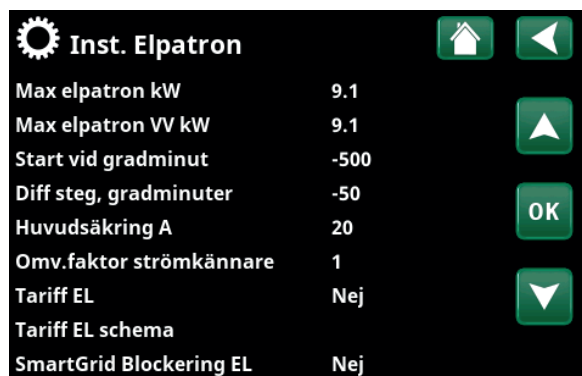 Inst. Elpatron
Max elpatron kW 9.1
Max elpatron VV kW 9.1
Start vid gradminut -500
Diff steg, gradminuter -50
Huvudsäkring A 20
Omv.faktor strömkännare 1
Tariff EL Nej
Tariff EL schema
SmartGrid Blockering EL Nej
OK